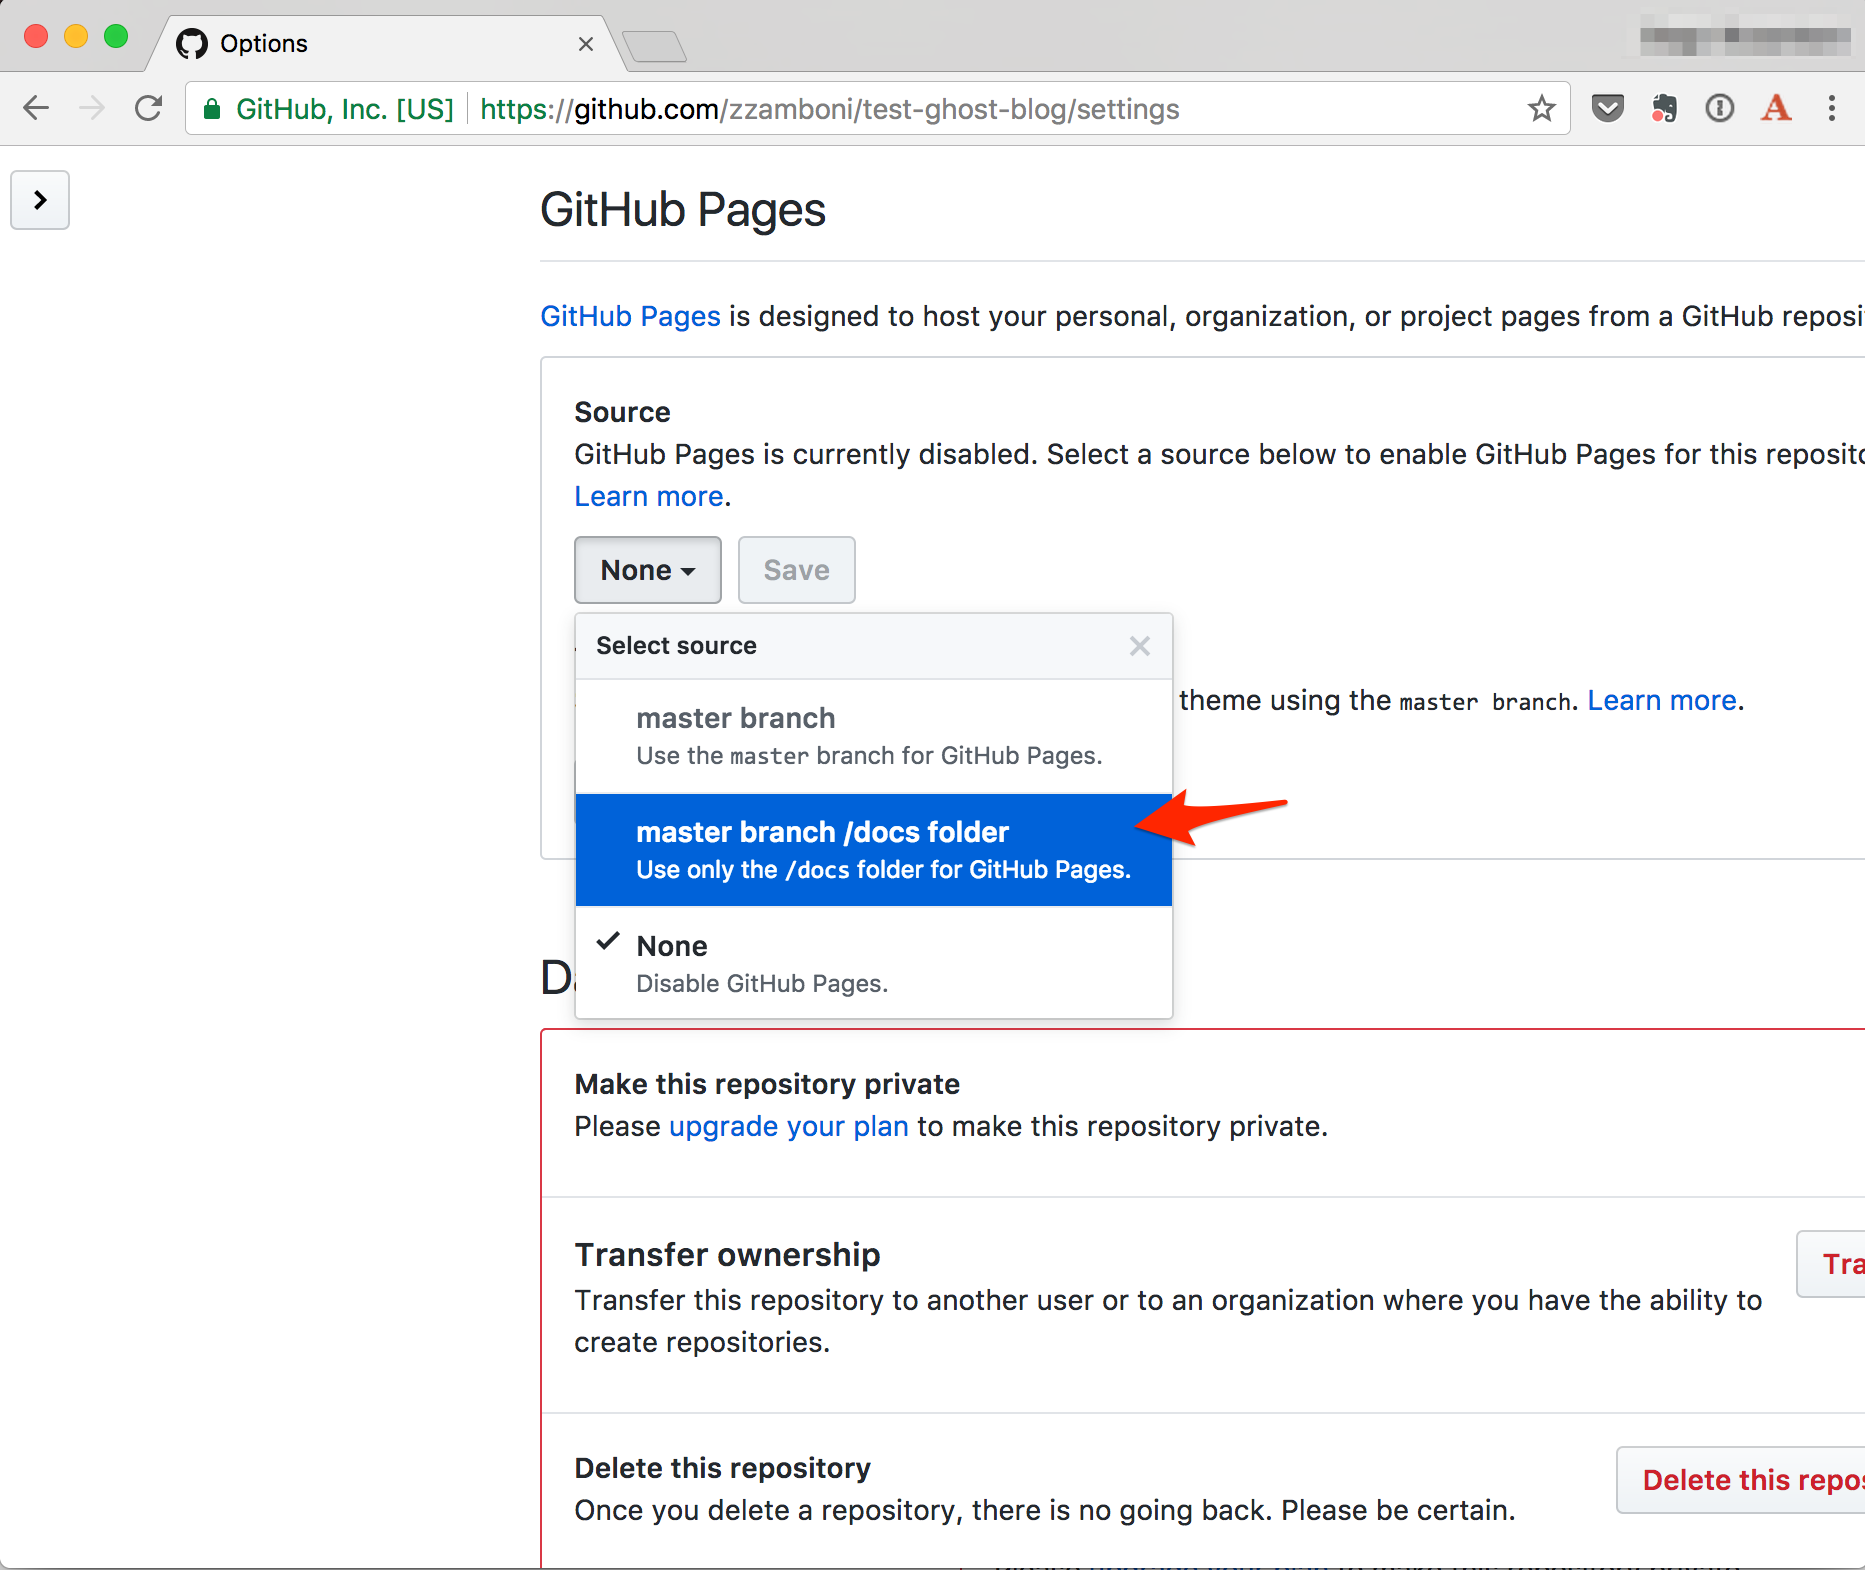 Options
GitHub, Inc. [US] https://github.com/zzamboni/test-ghost-blog/settings
GitHub Pages
GitHub Pages is designed to host your personal, organization, or project pages from a GitHub reposi
Source
GitHub Pages is currently disabled. Select a source below to enable GitHub Pages for this reposito
Learn more.
None Save
Select source
theme using the master branch. Learn more.
master branch
Use the master branch for GitHub Pages.
master branch /docs folder
Use only the /docs folder for GitHub Pages.
None
Disable GitHub Pages.
Make this repository private
Please upgrade your plan to make this repository private.
Transfer ownership
Tra
Transfer this repository to another user or to an organization where you have the ability to
create repositories.
Delete this repository
Delete this repos
Once you delete a repository, there is no going back. Please be certain.